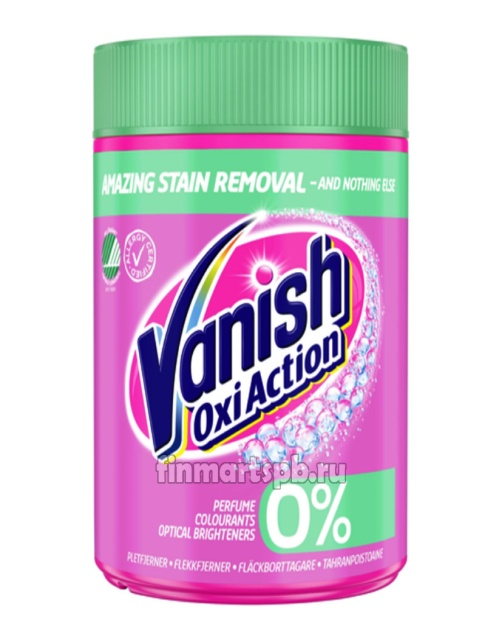 AMAZING STAIN REMOVAL – AND NOTHING ELSE
ALLERGY CERTIFIED
Vanish
Oxi Action
finmartspb.ru
PERFUME
COLOURANTS
OPTICAL BRIGHTENERS
0%
PLETFJERNER • FLEKKFJERNER • FLÄCKBORTTAGARE • TAHRANPOISTOAINE